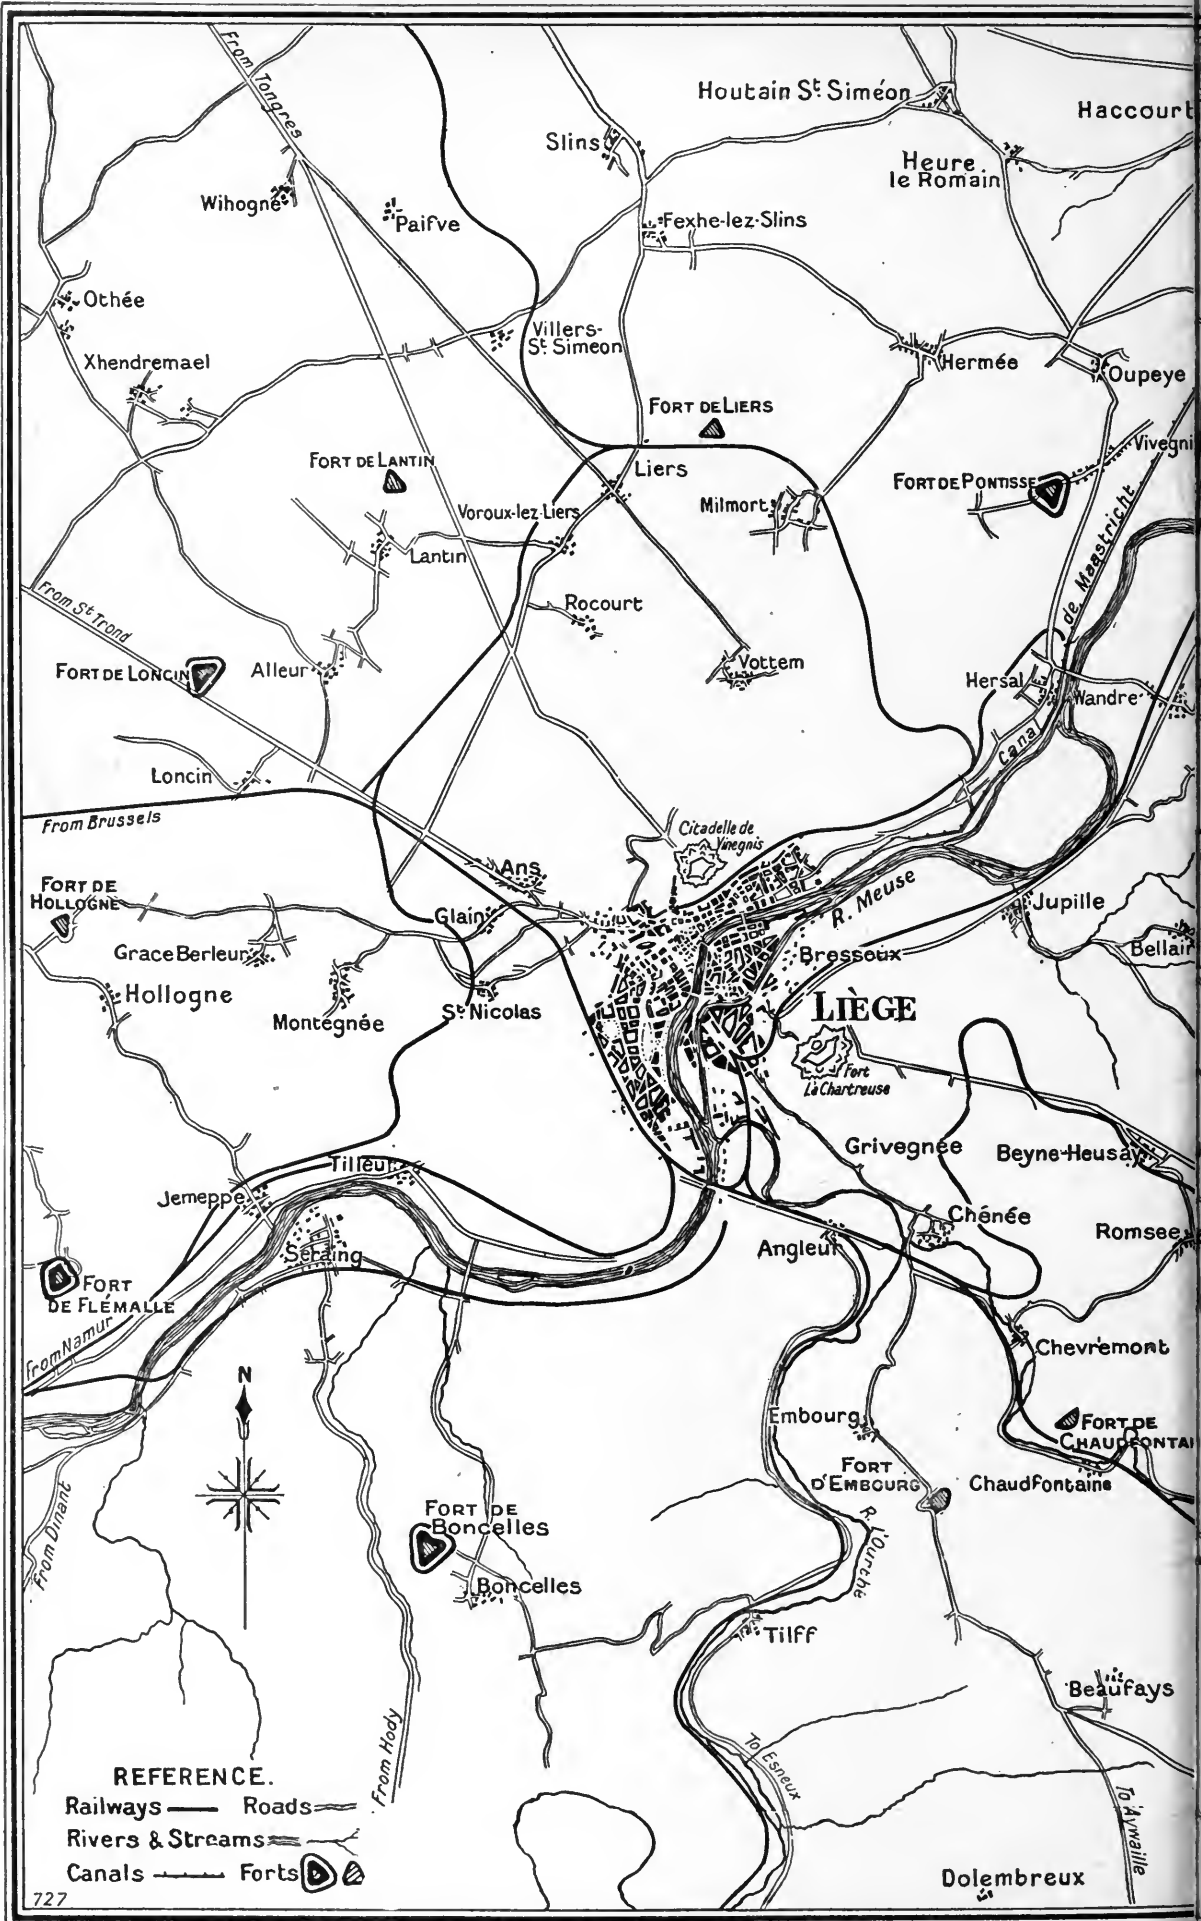 From Tongres
Houtain St. Siméon
Haccourt
Slins
Heure
le Romain
Wihogne
Paifve
Fexhe-lez-Slins
Othée
Villers-
St. Simeon
Xhendremael
Hermée
Oupeye
FORT DE LIERS
Vivegni
FORT DE LANTIN
Liers
FORT DE PONTISSE
Milmort
Voroux-lez-Liers
de Maastricht
Lantin
From St Trond
Rocourt
FORT DE LONCIN
Alleur
Vottem
Hersal
Wandre
Canal
Loncin
From Brussels
Citadelle de
Vinegnis
Ans
FORT DE
HOLLOGNE
R. Meuse
Jupille
Glain
Grace Berleur
Bressoux
Bellair
Hollogne
LIÈGE
Montegnée
St. Nicolas
Fort
La Chartreuse
Grivegnée
Beyne-Heusay
Tilleur
Jemeppe
Chénée
Angleur
Romsee
Seraing
FORT
DE FLÉMALLE
From Namur
Chevremont
N
Embourg
FORT DE
CHAUDFONTAI
FORT
D'EMBOURG
Chaudfontaine
From Dinant
FORT DE
BONCELLES
R. L'Ourthe
Boncelles
Tilff
Beaufays
From Hody
To Esneux
To Aywaille
REFERENCE.
Railways Roads
Rivers & Streams
Canals Forts
Dolembreux
727